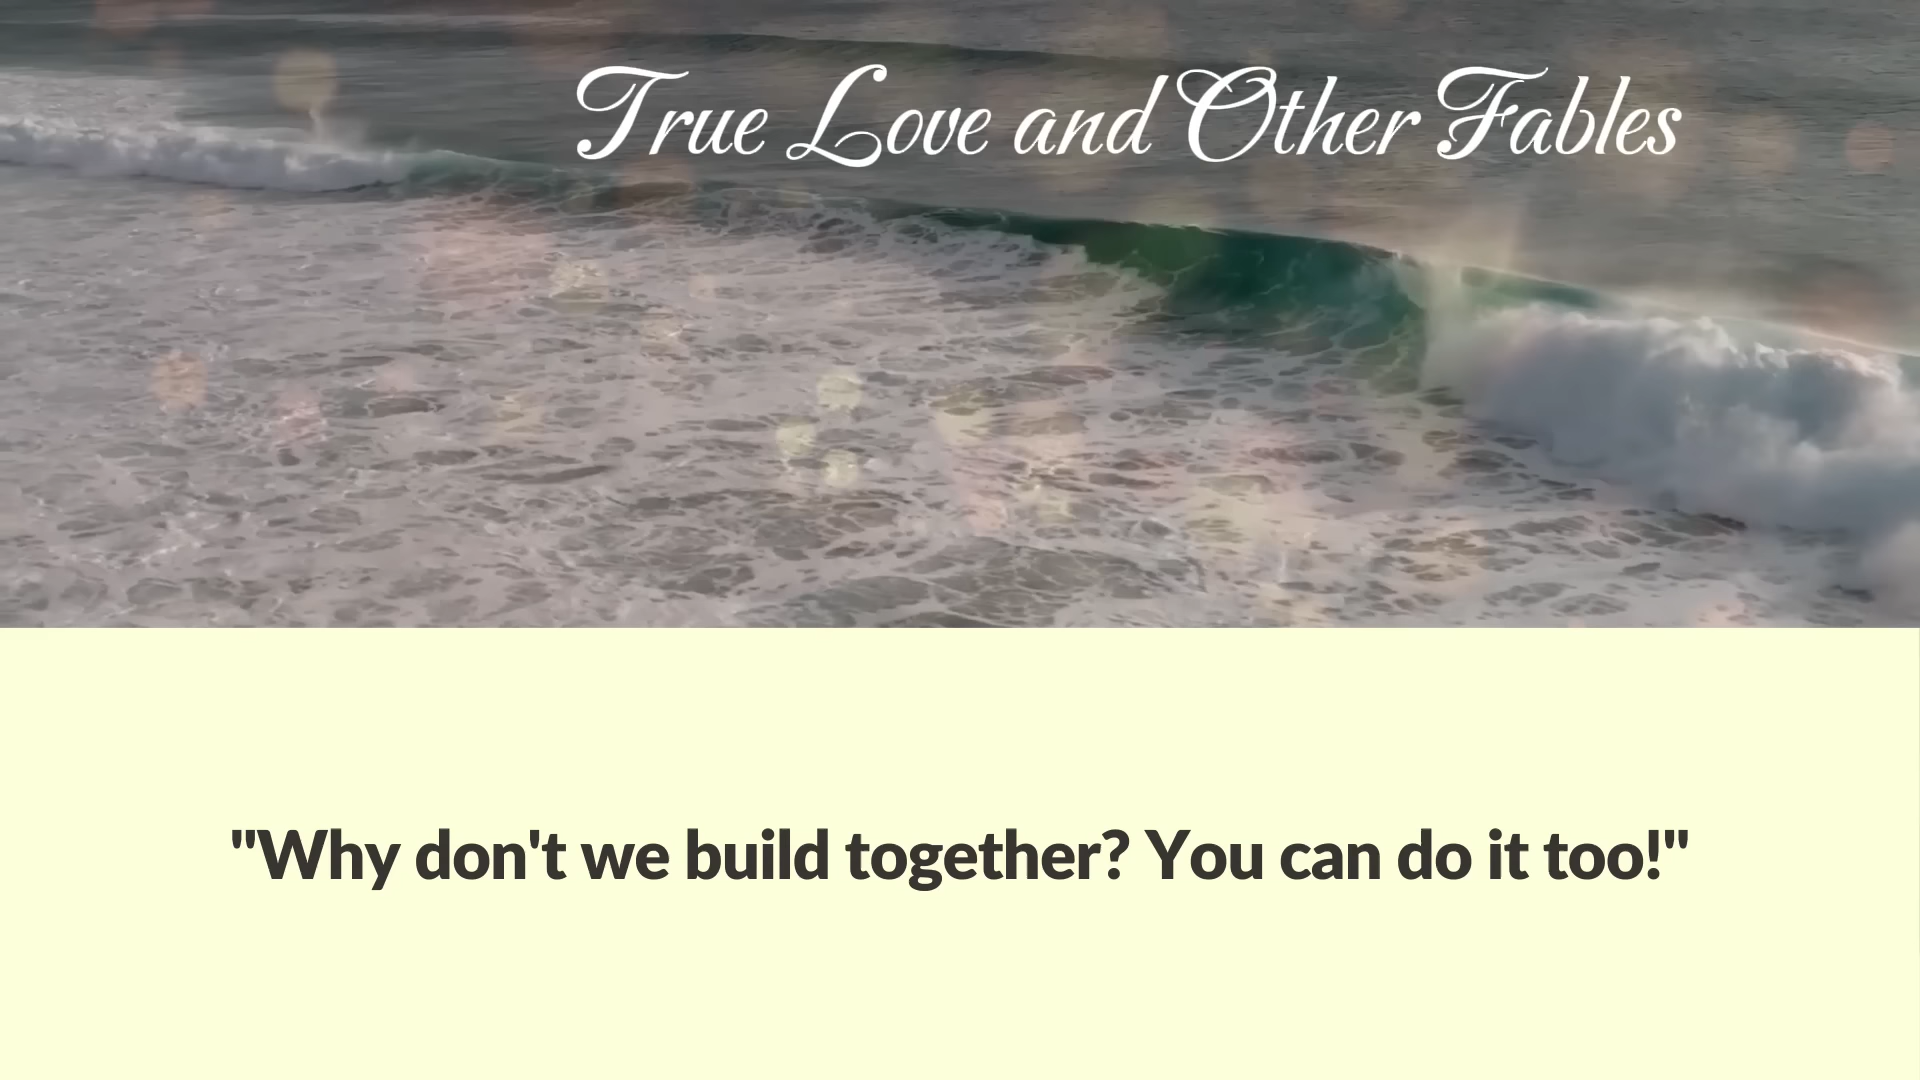 True Love and Other Fables
"Why don't we build together? You can do it too!"